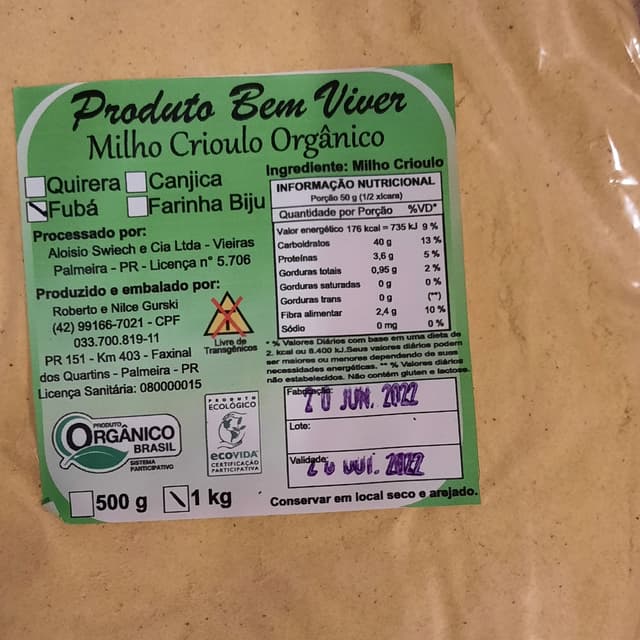 Produto Bem Viver
Milho Crioulo Orgânico
Quirera Canjica
Fubá Farinha Biju
Processado por:
Aloisio Swiech e Cia Ltda - Vieiras
Palmeira - PR - Licença n° 5.706
Produzido e embalado por:
Roberto e Nilce Gurski
(42) 99166-7021 - CPF
033.700.819-11
PR 151 - Km 403 - Faxinal
dos Quartins - Palmeira - PR
Licença Sanitária: 080000015
T
Livre de
Transgênicos
Ingrediente: Milho Crioulo
INFORMAÇÃO NUTRICIONAL
Porção 50 g (1/2 xícara)
Quantidade por Porção %VD*
Valor energético 176 kcal = 735 kJ 9 %
Carboidratos 40 g 13 %
Proteínas 3,6 g 5 %
Gorduras totais 0,95 g 2 %
Gorduras saturadas 0 g 0 %
Gorduras trans 0 g (**)
Fibra alimentar 2,4 g 10 %
Sódio 0 mg 0 %
* % Valores Diários com base em uma dieta de
2. kcal ou 8.400 kJ.Seus valores diários podem
ser maiores ou menores dependendo de suas
necessidades energéticas. ** % Valores diários
não estabelecidos. Não contém gluten e lactose.
Fabricação:
20 JUN. 2022
Lote:
Validade:
20 OUT. 2022
PRODUTO
ORGÂNICO
BRASIL
SISTEMA
PARTICIPATIVO
PRODUTO
ECOLÓGICO
ecoVIDA
CERTIFICAÇÃO
PARTICIPATIVA
500 g 1 kg
Conservar em local seco e arejado.